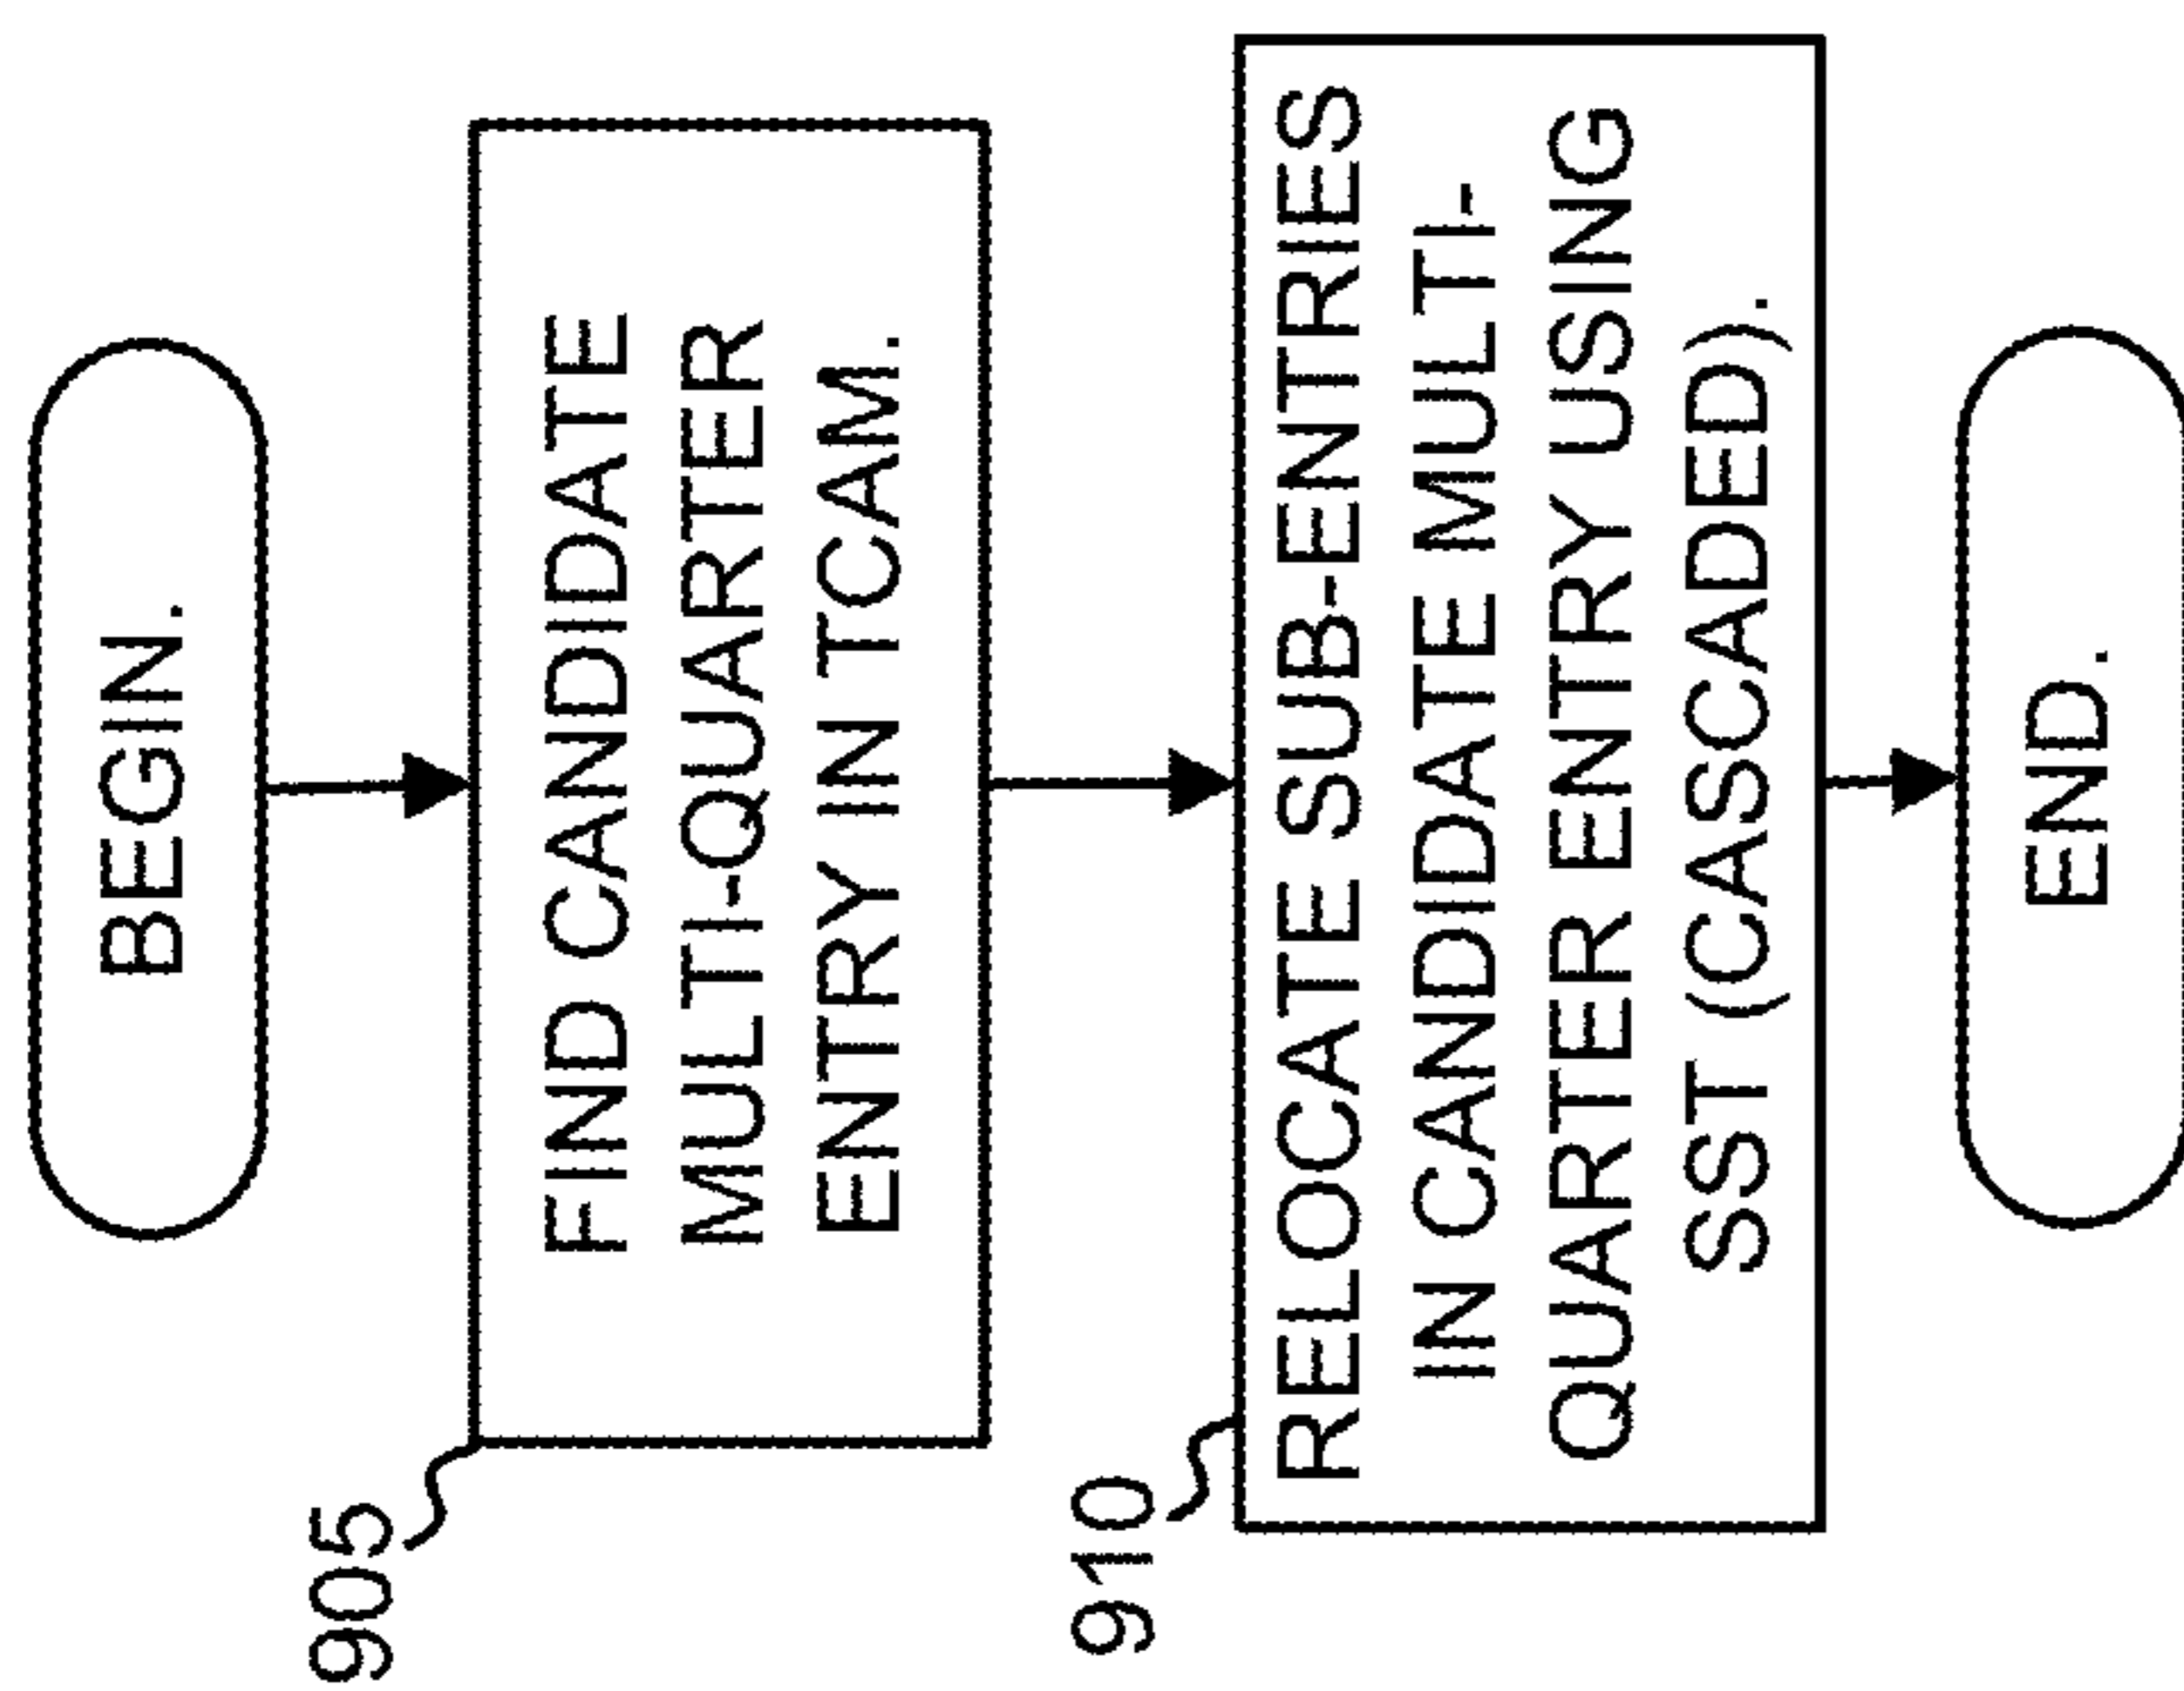 BEGIN.
905
FIND CANDIDATE
MULTI-QUARTER
ENTRY IN TCAM.
910
RELOCATE SUB-ENTRIES
IN CANDIDATE MULTI-
QUARTER ENTRY USING
SST (CASCADED).
END.